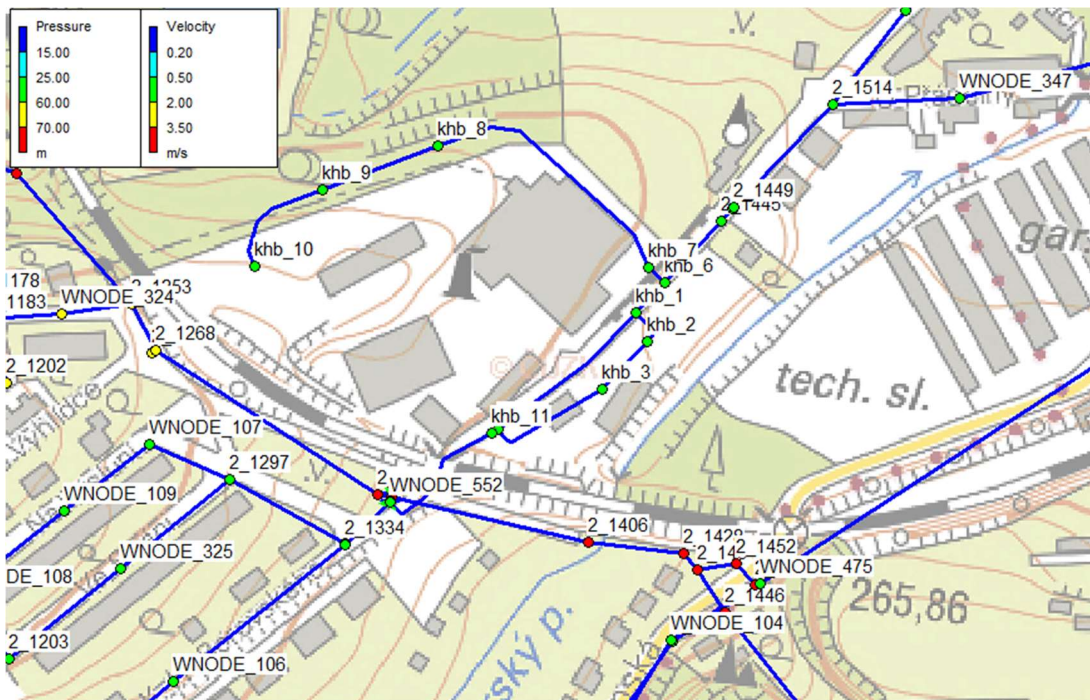 Pressure
15.00
25.00
60.00
70.00
m
Velocity
0.20
0.50
2.00
3.50
m/s
.V.
2_1514
WNODE_347
khb_8
khb_9
2_1449
khb_10
khb_7
khb_6
gar.
1178
1183
WNODE_324
khb_1
khb_2
2_1268
2_1202
khb_3
tech. sl.
khb_11
WNODE_107
2_1297
.V.
WNODE_552
WNODE_109
2_1334
2_1406
2_1452
WNODE_325
WNODE_475
DE_108
2_1446
265,86
WNODE_104
2_1203
WNODE_106
ský p.